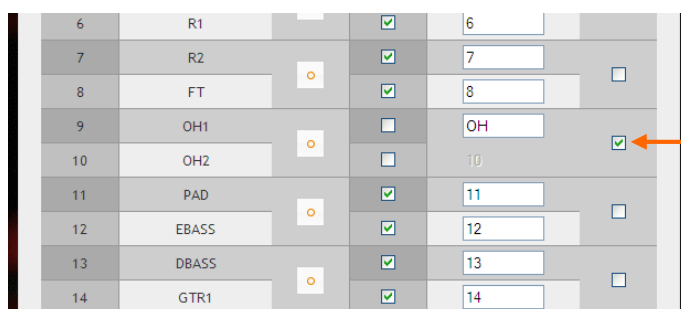 6 R1 6
7 R2 7
8 FT 8
9 OH1 OH
10 OH2 10
11 PAD 11
12 EBASS 12
13 DBASS 13
14 GTR1 14